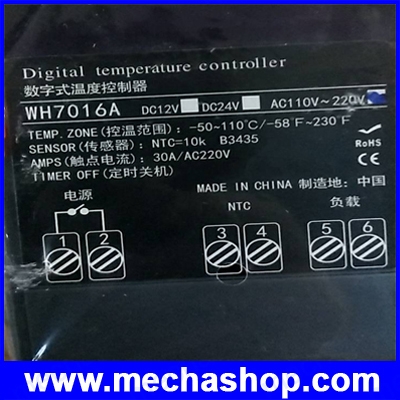 Digital temperature controller
数字式温度控制器
WH7016A DC12V DC24V AC110V~220V
TEMP.ZONE(控温范围): -50~110℃/-58℉~230℉
SENSOR(传感器): NTC=10k B3435
AMPS(触点电流): 30A/AC220V
TIMER OFF(定时关机)
RoHS
CE
MADE IN CHINA 制造地: 中国
电源 NTC 负载
1 2 3 4 5 6
www.mechashop.com